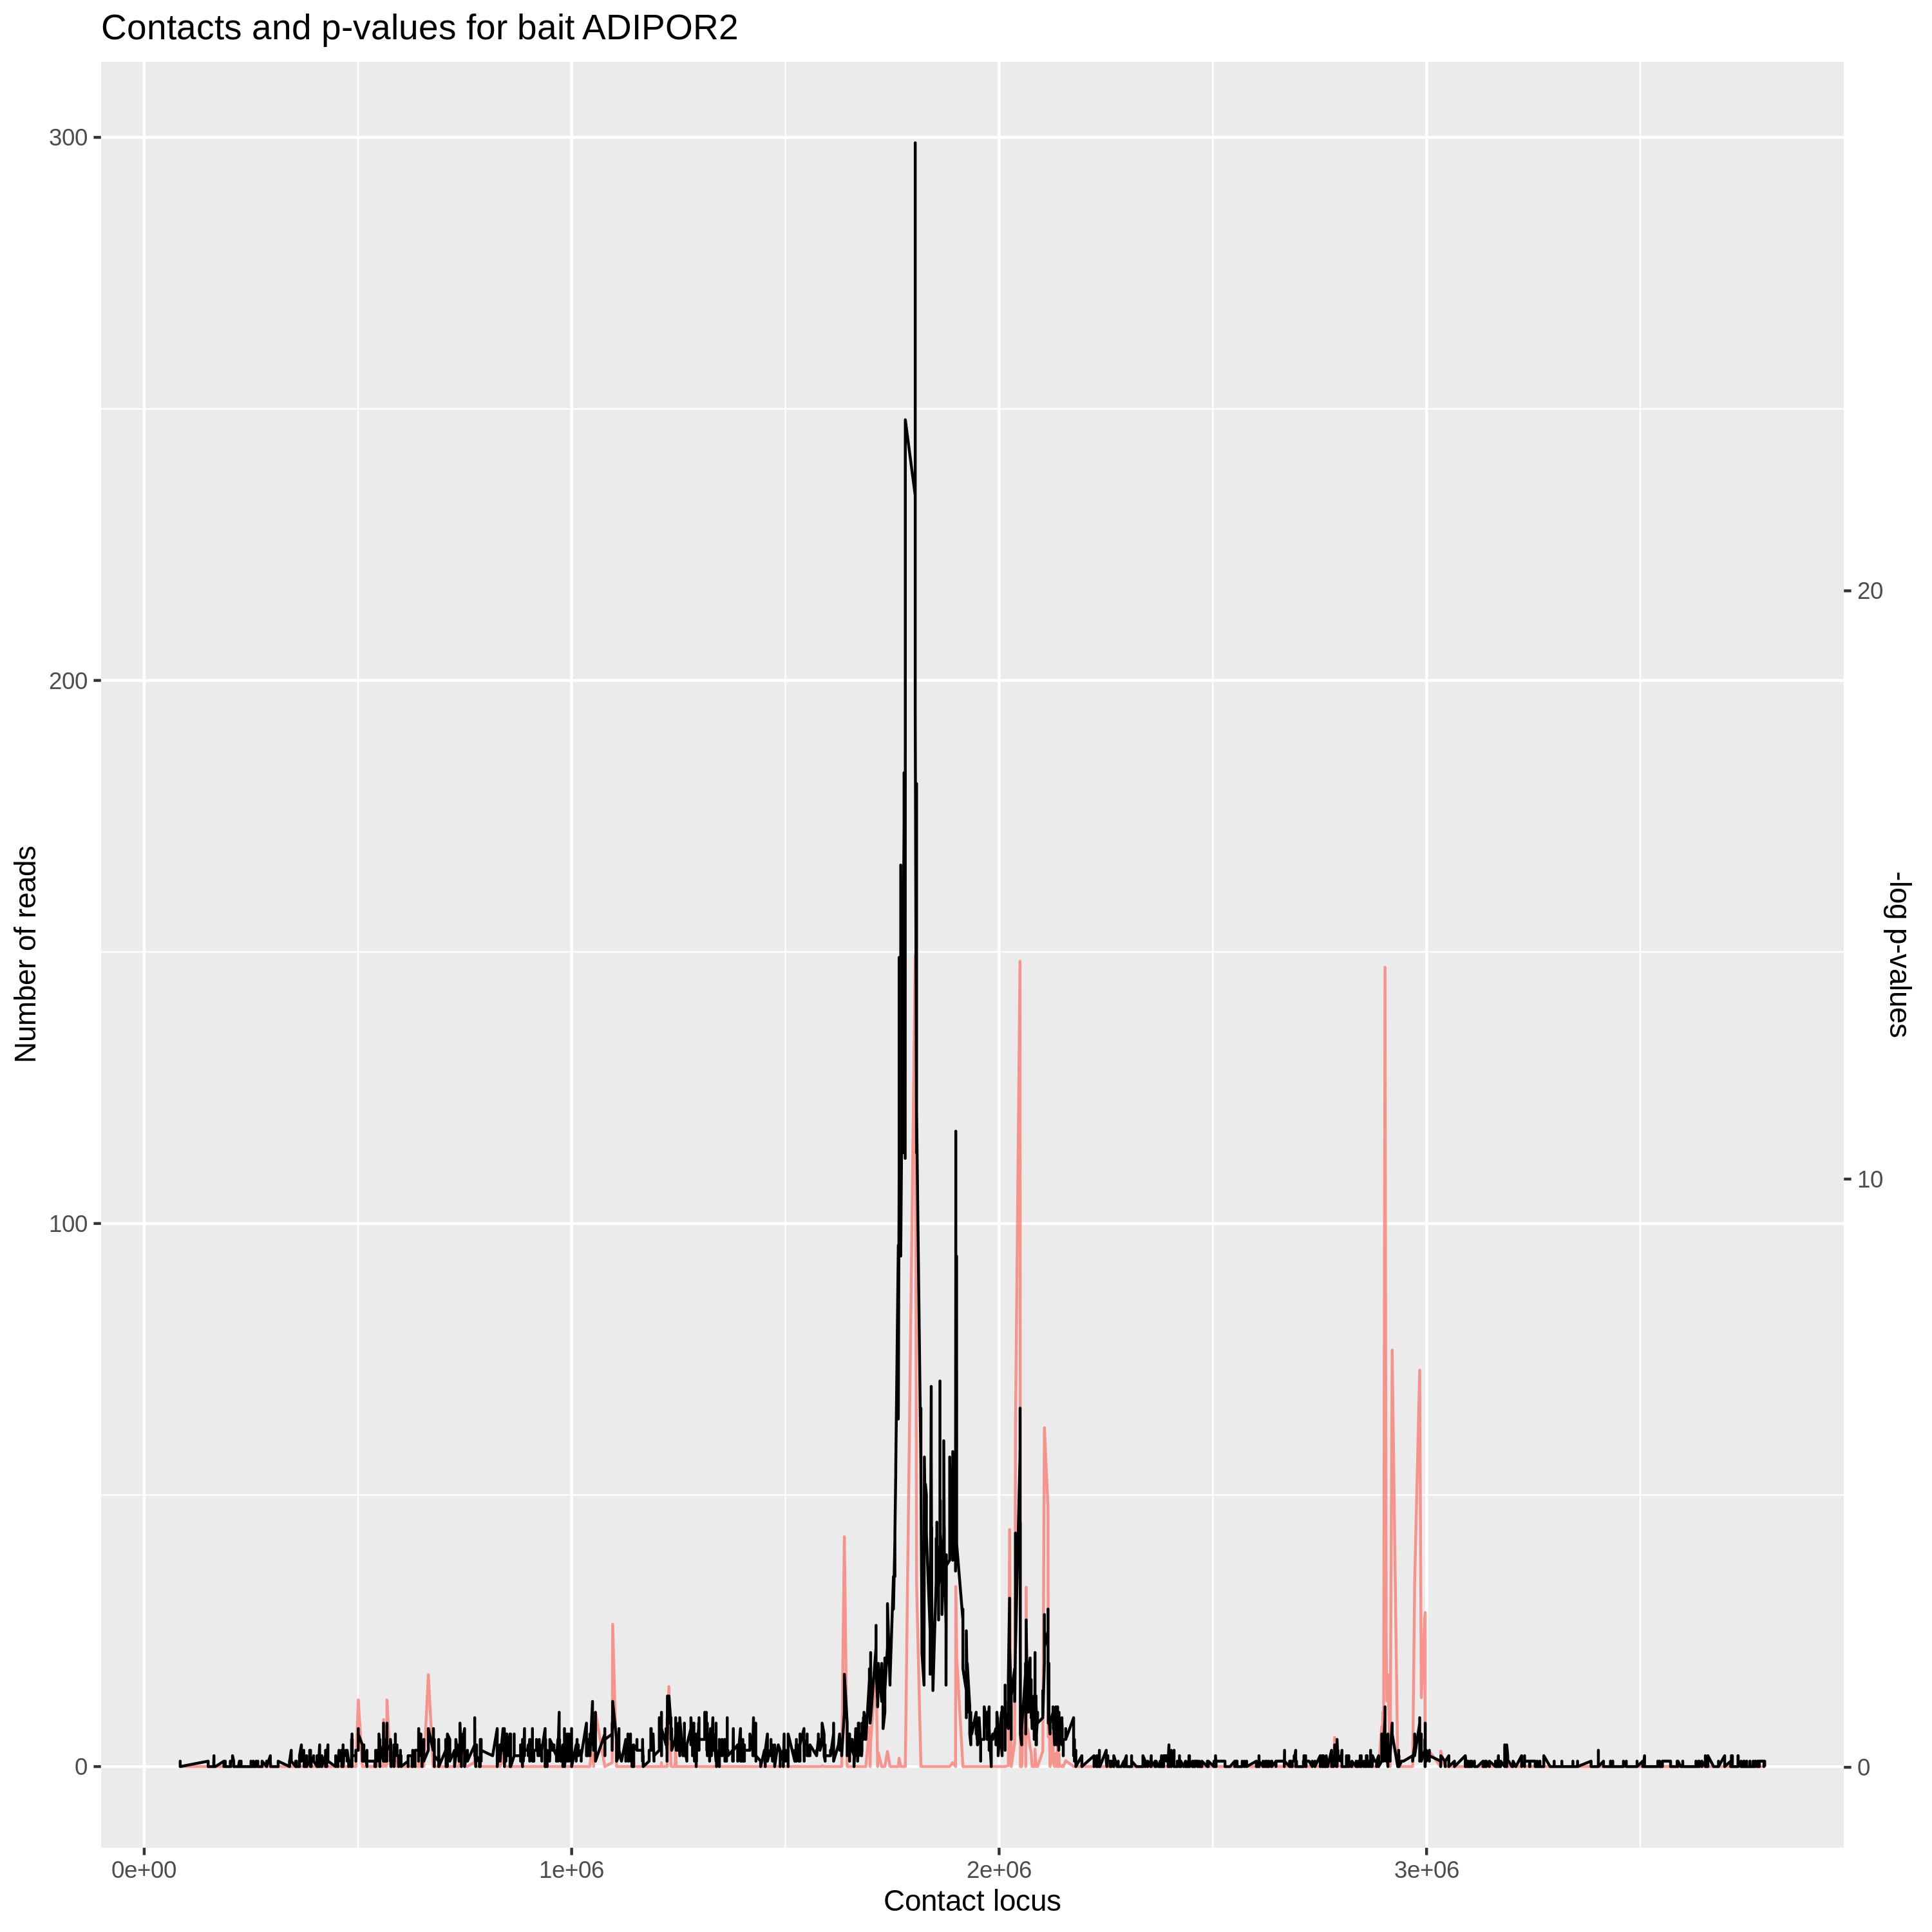 Contacts and p-values for bait ADIPOR2
300
200
100
0
Number of reads
20
10
0
-log p-values
0e+00
1e+06
2e+06
3e+06
Contact locus